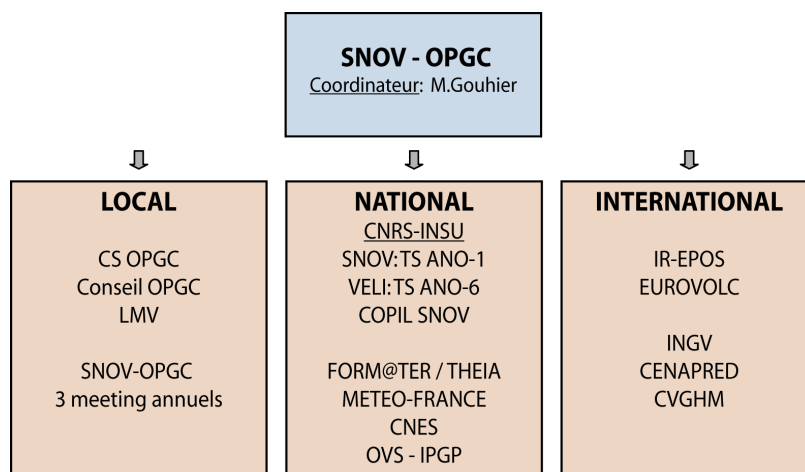 SNOV - OPGC
Coordinateur: M.Gouhier
LOCAL
CS OPGC
Conseil OPGC
LMV
SNOV-OPGC
3 meeting annuels
NATIONAL
CNRS-INSU
SNOV:TS ANO-1
VELI:TS ANO-6
COPIL SNOV
FORM@TER / THEIA
METEO-FRANCE
CNES
OVS - IPGP
INTERNATIONAL
IR-EPOS
EUROVOLC
INGV
CENAPRED
CVGHM